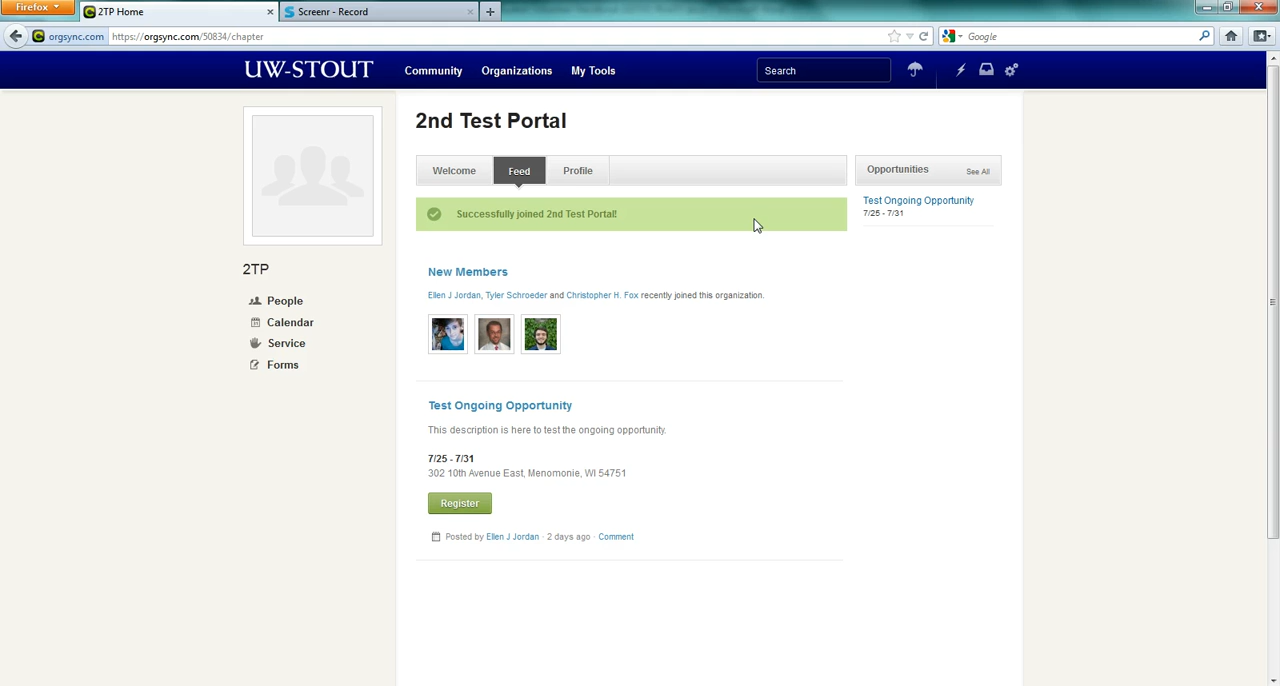 Firefox
2TP Home
Screenr - Record
orgsync.com
https://orgsync.com/50834/chapter
Google
UW-STOUT
Community
Organizations
My Tools
Search
2nd Test Portal
Welcome
Feed
Profile
Opportunities
See All
Successfully joined 2nd Test Portal!
Test Ongoing Opportunity
7/25 - 7/31
2TP
People
Calendar
Service
Forms
New Members
Ellen J Jordan, Tyler Schroeder and Christopher H. Fox recently joined this organization.
Test Ongoing Opportunity
This description is here to test the ongoing opportunity.
7/25 - 7/31
302 10th Avenue East, Menomonie, WI 54751
Register
Posted by Ellen J Jordan · 2 days ago · Comment